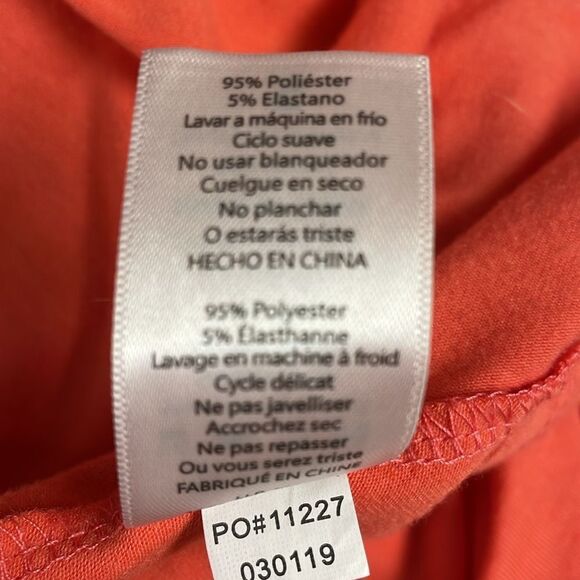 95% Poliéster
5% Elastano
Lavar a máquina en frío
Ciclo suave
No usar blanqueador
Cuelgue en seco
No planchar
O estarás triste
HECHO EN CHINA
95% Polyester
5% Élasthanne
Lavage en machine à froid
Cycle délicat
Ne pas javelliser
Accrochez sec
Ne pas repasser
Ou vous serez triste
FABRIQUÉ EN CHINE
PO#11227
030119